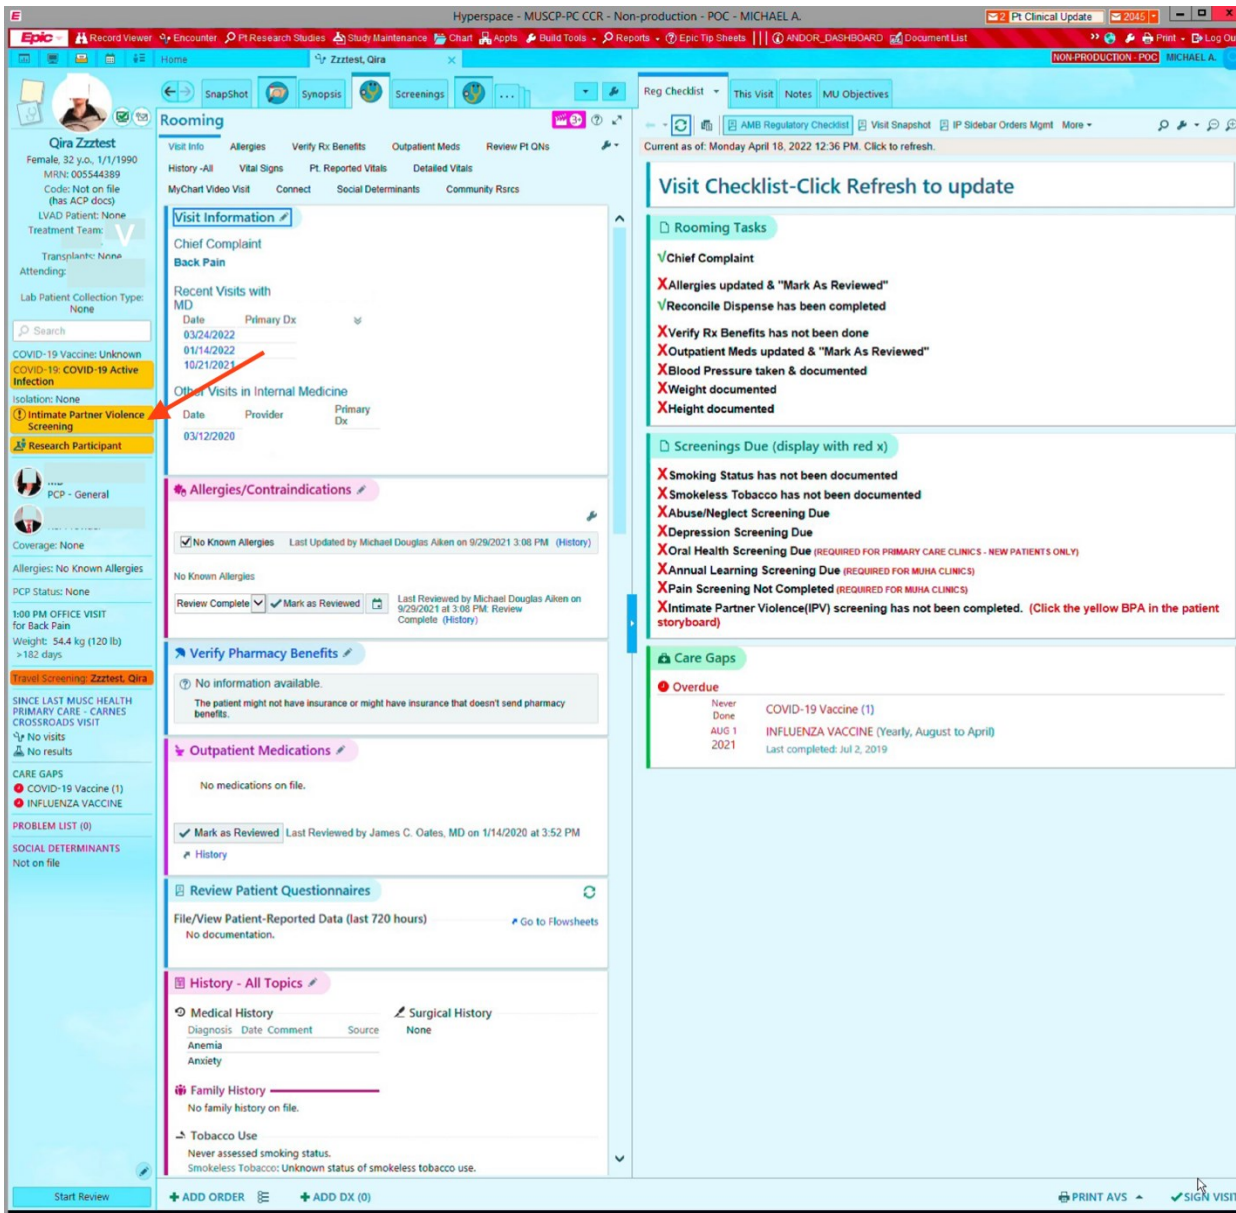 Hyperspace - MUSCP-PC CCR - Non-production - POC - MICHAEL A.
2 Pt Clinical Update 2045
Epic Record Viewer Encounter Pt Research Studies Study Maintenance Chart Appts Build Tools Reports Epic Tip Sheets ANDOR_DASHBOARD Document List Print Log Ou
Home Zzztest, Qira NON-PRODUCTION - POC MICHAEL A.
Qira Zzztest
Female, 32 y.o., 1/1/1990
MRN: 005544389
Code: Not on file
(has ACP docs)
LVAD Patient: None
Treatment Team:
V
Transplants: None
Attending:
Lab Patient Collection Type:
None
Search
COVID-19 Vaccine: Unknown
COVID-19: COVID-19 Active
Infection
Isolation: None
Intimate Partner Violence
Screening
Research Participant
PCP - General
Coverage: None
Allergies: No Known Allergies
PCP Status: None
1:00 PM OFFICE VISIT
for Back Pain
Weight: 54.4 kg (120 lb)
>182 days
Travel Screening: Zzztest, Qira
SINCE LAST MUSC HEALTH
PRIMARY CARE - CARNES
CROSSROADS VISIT
No visits
No results
CARE GAPS
COVID-19 Vaccine (1)
INFLUENZA VACCINE
PROBLEM LIST (0)
SOCIAL DETERMINANTS
Not on file
Start Review
SnapShot Synopsis Screenings ...
Rooming 3+
Visit Info Allergies Verify Rx Benefits Outpatient Meds Review Pt QNs
History -All Vital Signs Pt. Reported Vitals Detailed Vitals
MyChart Video Visit Connect Social Determinants Community Rsrcs
Visit Information
Chief Complaint
Back Pain
Recent Visits with
MD
Date Primary Dx
03/24/2022
01/14/2022
10/21/2021
Other Visits in Internal Medicine
Date Provider Primary
Dx
03/12/2020
Allergies/Contraindications
No Known Allergies Last Updated by Michael Douglas Aiken on 9/29/2021 3:08 PM (History)
No Known Allergies
Review Complete Mark as Reviewed Last Reviewed by Michael Douglas Aiken on
9/29/2021 at 3:08 PM: Review
Complete (History)
Verify Pharmacy Benefits
No information available.
The patient might not have insurance or might have insurance that doesn't send pharmacy
benefits.
Outpatient Medications
No medications on file.
Mark as Reviewed Last Reviewed by James C. Oates, MD on 1/14/2020 at 3:52 PM
History
Review Patient Questionnaires
File/View Patient-Reported Data (last 720 hours) Go to Flowsheets
No documentation.
History - All Topics
Medical History Surgical History
Diagnosis Date Comment Source None
Anemia
Anxiety
Family History
No family history on file.
Tobacco Use
Never assessed smoking status.
Smokeless Tobacco: Unknown status of smokeless tobacco use.
ADD ORDER ADD DX (0)
Reg Checklist This Visit Notes MU Objectives
AMB Regulatory Checklist Visit Snapshot IP Sidebar Orders Mgmt More
Current as of: Monday April 18, 2022 12:36 PM. Click to refresh.
Visit Checklist-Click Refresh to update
Rooming Tasks
√Chief Complaint
XAllergies updated & "Mark As Reviewed"
√Reconcile Dispense has been completed
XVerify Rx Benefits has not been done
XOutpatient Meds updated & "Mark As Reviewed"
XBlood Pressure taken & documented
XWeight documented
XHeight documented
Screenings Due (display with red x)
XSmoking Status has not been documented
XSmokeless Tobacco has not been documented
XAbuse/Neglect Screening Due
XDepression Screening Due
XOral Health Screening Due (REQUIRED FOR PRIMARY CARE CLINICS - NEW PATIENTS ONLY)
XAnnual Learning Screening Due (REQUIRED FOR MUHA CLINICS)
XPain Screening Not Completed (REQUIRED FOR MUHA CLINICS)
XIntimate Partner Violence(IPV) screening has not been completed. (Click the yellow BPA in the patient
storyboard)
Care Gaps
Overdue
Never
Done COVID-19 Vaccine (1)
AUG 1
2021 INFLUENZA VACCINE (Yearly, August to April)
Last completed: Jul 2, 2019
PRINT AVS SIGN VISIT